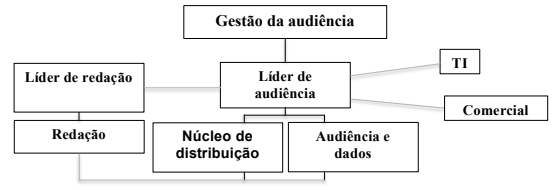 Gestão da audiência
TI
Líder de redação
Líder de
audiência
Comercial
Redação
Núcleo de
distribuição
Audiência e
dados